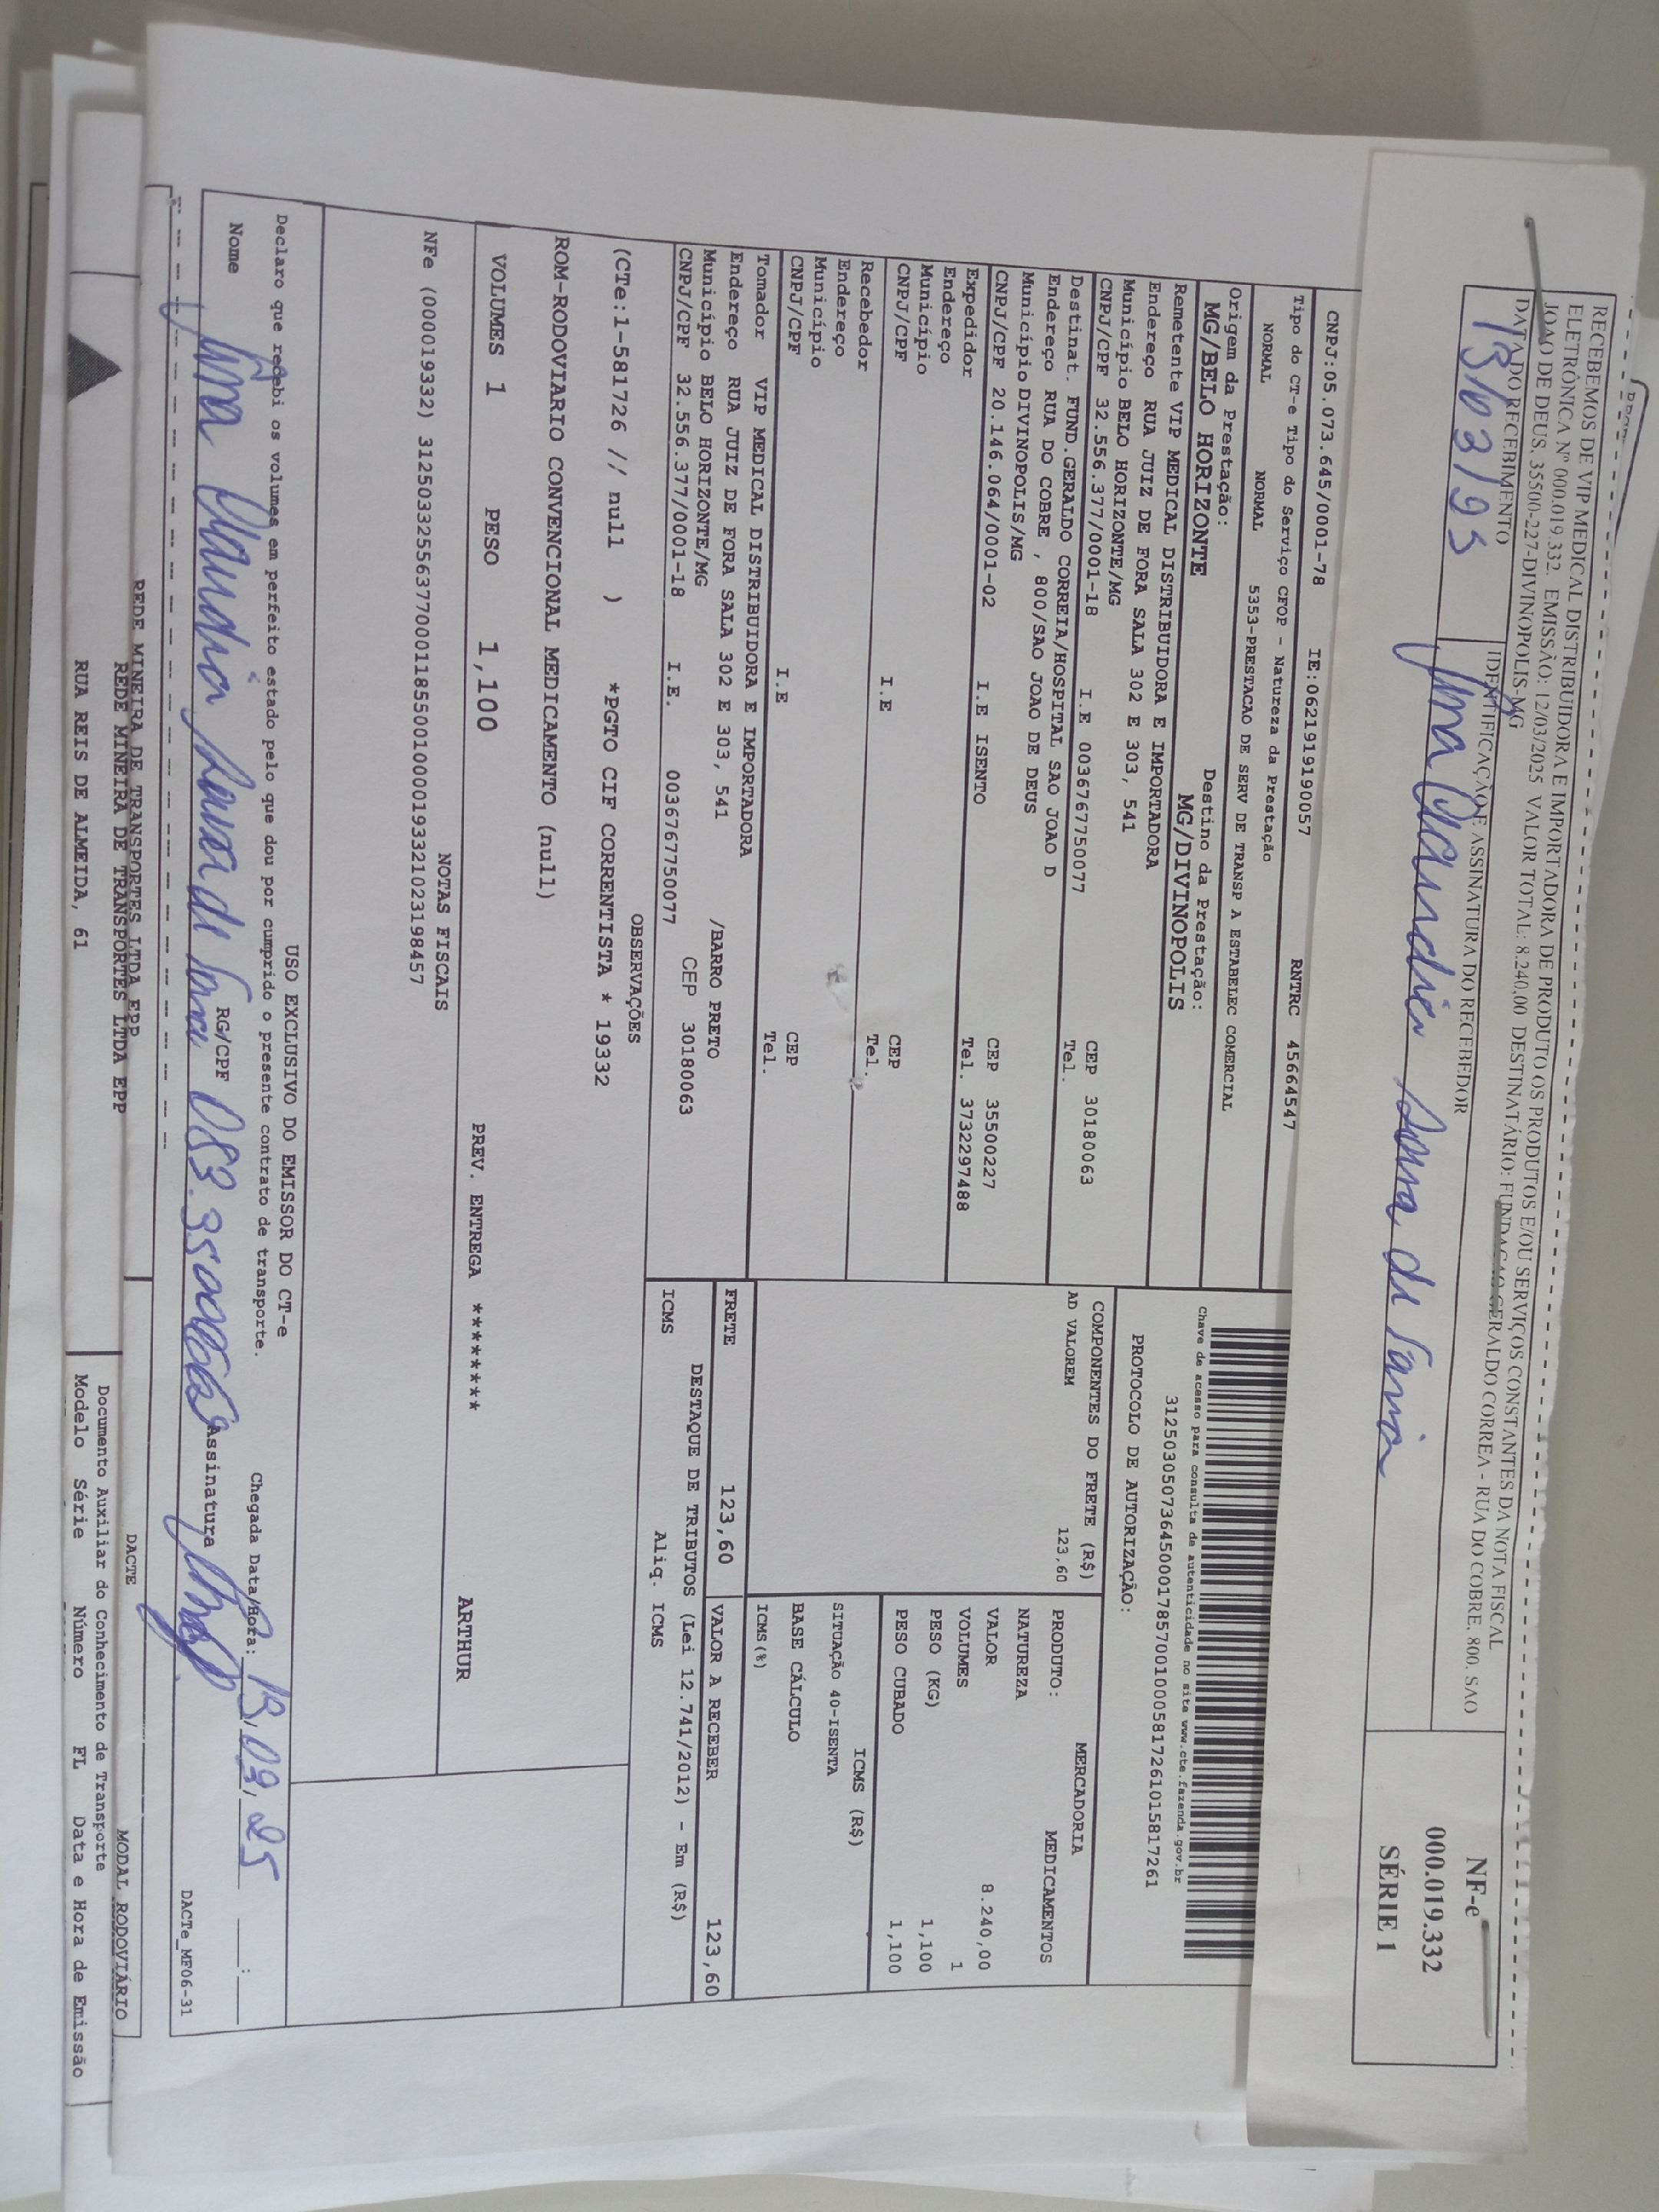 RECEBEMOS DE VIP MEDICAL DISTRIBUIDORA E IMPORTADORA DE PRODUTO OS PRODUTOS E/OU SERVIÇOS CONSTANTES DA NOTA FISCAL
ELETRÔNICA Nº 000.019.332. EMISSÃO: 12/03/2025 VALOR TOTAL: 8.240,00 DESTINATÁRIO: FUNDACAO GERALDO CORREA - RUA DO COBRE, 800, SAO
JOAO DE DEUS, 35500-227-DIVINOPOLIS-MG
DATA DO RECEBIMENTO
IDENTIFICAÇÃO E ASSINATURA DO RECEBEDOR
13/03/25
Ana Claudia Lara de Faria
NF-e
000.019.332
SÉRIE 1
CNPJ:05.073.645/0001-78 IE:0621919190057 RNTRC 45664547
Tipo do CT-e Tipo do Serviço CFOP - Natureza da Prestação
NORMAL NORMAL 5353-PRESTACAO DE SERV DE TRANSP A ESTABELEC COMERCIAL
Origem da Prestação: Destino da Prestação:
MG/BELO HORIZONTE MG/DIVINOPOLIS
Remetente VIP MEDICAL DISTRIBUIDORA E IMPORTADORA
Endereço RUA JUIZ DE FORA SALA 302 E 303, 541
Município BELO HORIZONTE/MG CEP 30180063
CNPJ/CPF 32.556.377/0001-18 I.E 0036767750077 Tel.
Destinat. FUND.GERALDO CORREIA/HOSPITAL SAO JOAO D
Endereço RUA DO COBRE , 800/SAO JOAO DE DEUS
Município DIVINOPOLIS/MG CEP 35500227
CNPJ/CPF 20.146.064/0001-02 I.E ISENTO Tel. 3732297488
Expedidor
Endereço
Município CEP
CNPJ/CPF I.E Tel.
Recebedor
Endereço
Município CEP
CNPJ/CPF I.E Tel.
Tomador VIP MEDICAL DISTRIBUIDORA E IMPORTADORA
Endereço RUA JUIZ DE FORA SALA 302 E 303, 541 /BARRO PRETO
Município BELO HORIZONTE/MG CEP 30180063
CNPJ/CPF 32.556.377/0001-18 I.E. 0036767750077
Chave de acesso para consulta de autenticidade no site www.cte.fazenda.gov.br
31250305073645000178570010005817261015817261
PROTOCOLO DE AUTORIZAÇÃO:
COMPONENTES DO FRETE (R$)
AD VALOREM 123,60
MERCADORIA
PRODUTO: MEDICAMENTOS
NATUREZA
VALOR 8.240,00
VOLUMES 1
PESO (KG) 1,100
PESO CUBADO 1,100
ICMS (R$)
SITUAÇÃO 40-ISENTA
BASE CÁLCULO
ICMS(%)
FRETE 123,60 VALOR A RECEBER 123,60
DESTAQUE DE TRIBUTOS (Lei 12.741/2012) - Em (R$)
ICMS Aliq. ICMS
OBSERVAÇÕES
(CTe:1-581726 // null ) *PGTO CIF CORRENTISTA * 19332
ROM-RODOVIARIO CONVENCIONAL MEDICAMENTO (null)
VOLUMES 1 PESO 1,100 PREV. ENTREGA ******** ARTHUR
NOTAS FISCAIS
NFe (000019332) 31250332556377000118550010000193321023198457
USO EXCLUSIVO DO EMISSOR DO CT-e
Declaro que recebi os volumes em perfeito estado pelo que dou por cumprido o presente contrato de transporte. Chegada Data/Hora: 13/03/25 __:__
Nome Ana Claudia Lara de Faria RG/CPF Assinatura
DACTe_MF06-31
REDE MINEIRA DE TRANSPORTES LTDA EPP
DACTE
MODAL RODOVIÁRIO
REDE MINEIRA DE TRANSPORTES LTDA EPP
Documento Auxiliar do Conhecimento de Transporte
RUA REIS DE ALMEIDA, 61
Modelo Série Número FL Data e Hora de Emissão